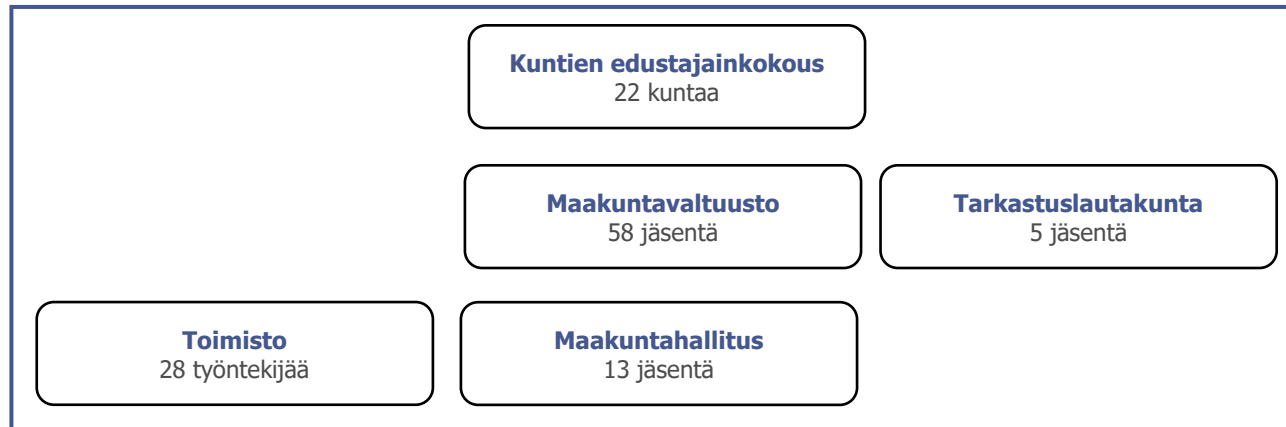 Kuntien edustajainkokous
22 kuntaa
Maakuntavaltuusto
58 jäsentä
Tarkastuslautakunta
5 jäsentä
Toimisto
28 työntekijää
Maakuntahallitus
13 jäsentä